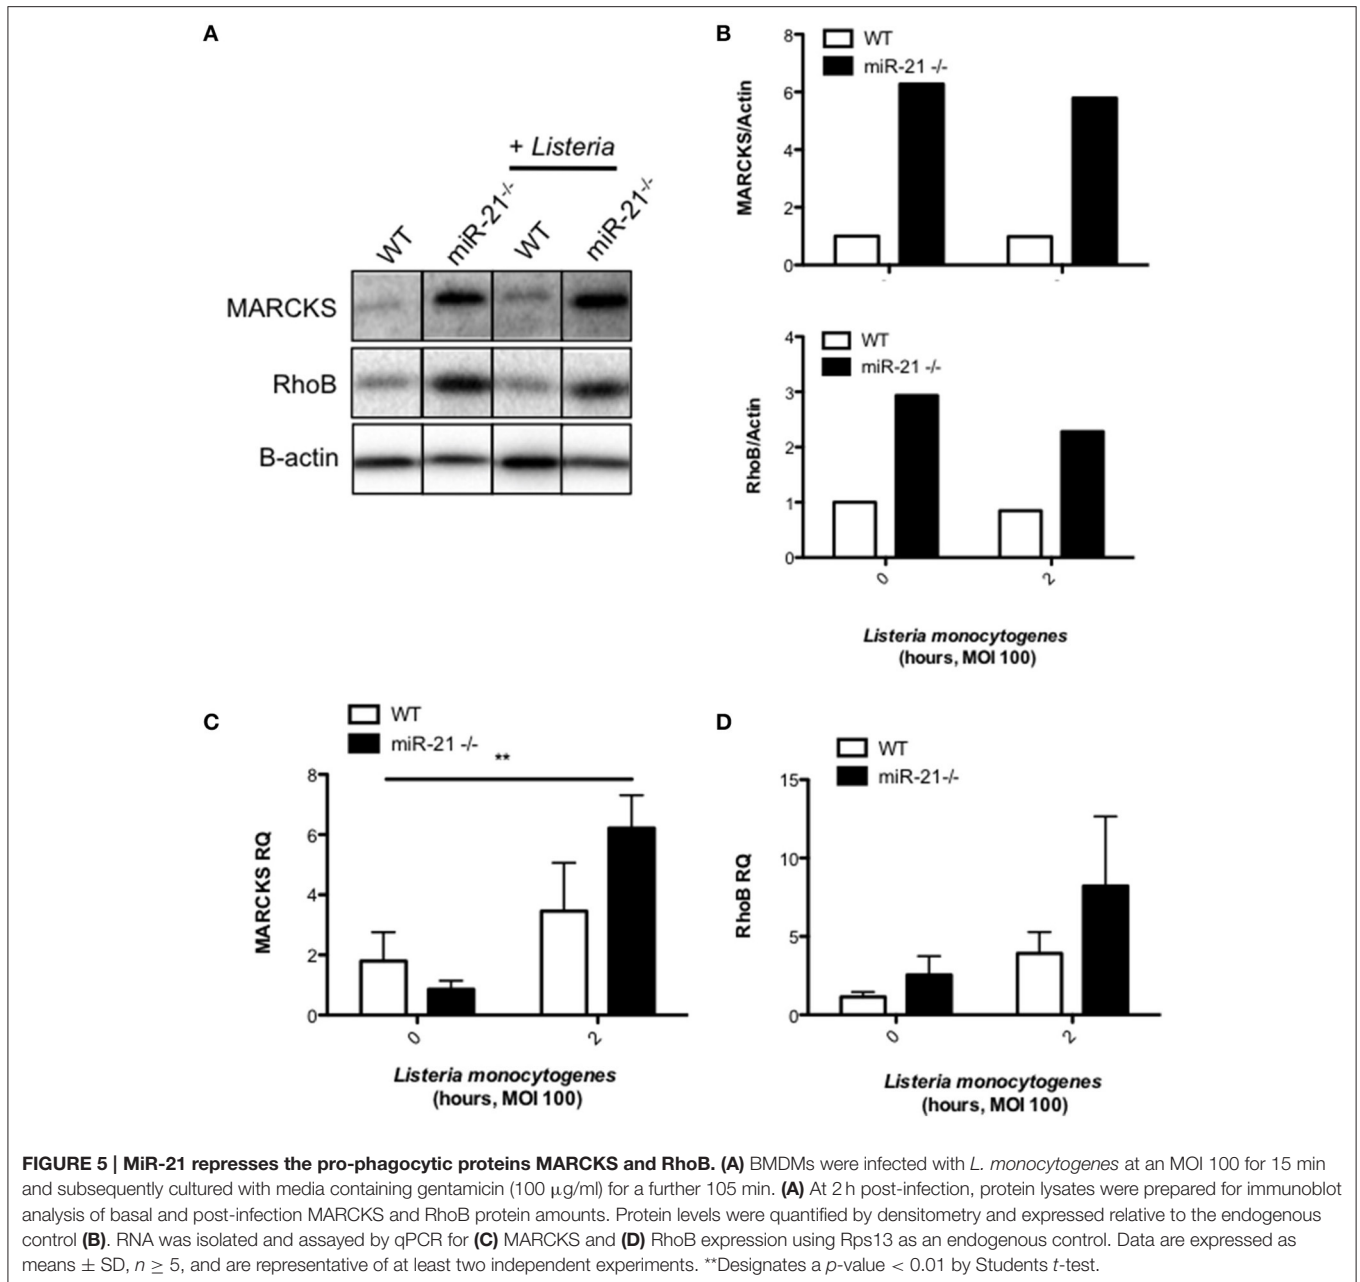 A
+ Listeria
WT
miR-21-/-
WT
miR-21-/-
MARCKS
RhoB
B-actin
B
WT
miR-21 -/-
MARCKS/Actin
8
6
4
2
0
WT
miR-21 -/-
RhoB/Actin
4
3
2
1
0
0
2
Listeria monocytogenes
(hours, MOI 100)
C
WT
miR-21 -/-
**
MARCKS RQ
8
6
4
2
0
0
2
Listeria monocytogenes
(hours, MOI 100)
D
WT
miR-21-/-
RhoB RQ
15
10
5
0
0
2
Listeria monocytogenes
(hours, MOI 100)
FIGURE 5 | MiR-21 represses the pro-phagocytic proteins MARCKS and RhoB. (A) BMDMs were infected with L. monocytogenes at an MOI 100 for 15 min
and subsequently cultured with media containing gentamicin (100 μg/ml) for a further 105 min. (A) At 2 h post-infection, protein lysates were prepared for immunoblot
analysis of basal and post-infection MARCKS and RhoB protein amounts. Protein levels were quantified by densitometry and expressed relative to the endogenous
control (B). RNA was isolated and assayed by qPCR for (C) MARCKS and (D) RhoB expression using Rps13 as an endogenous control. Data are expressed as
means ± SD, n ≥ 5, and are representative of at least two independent experiments. **Designates a p-value < 0.01 by Students t-test.